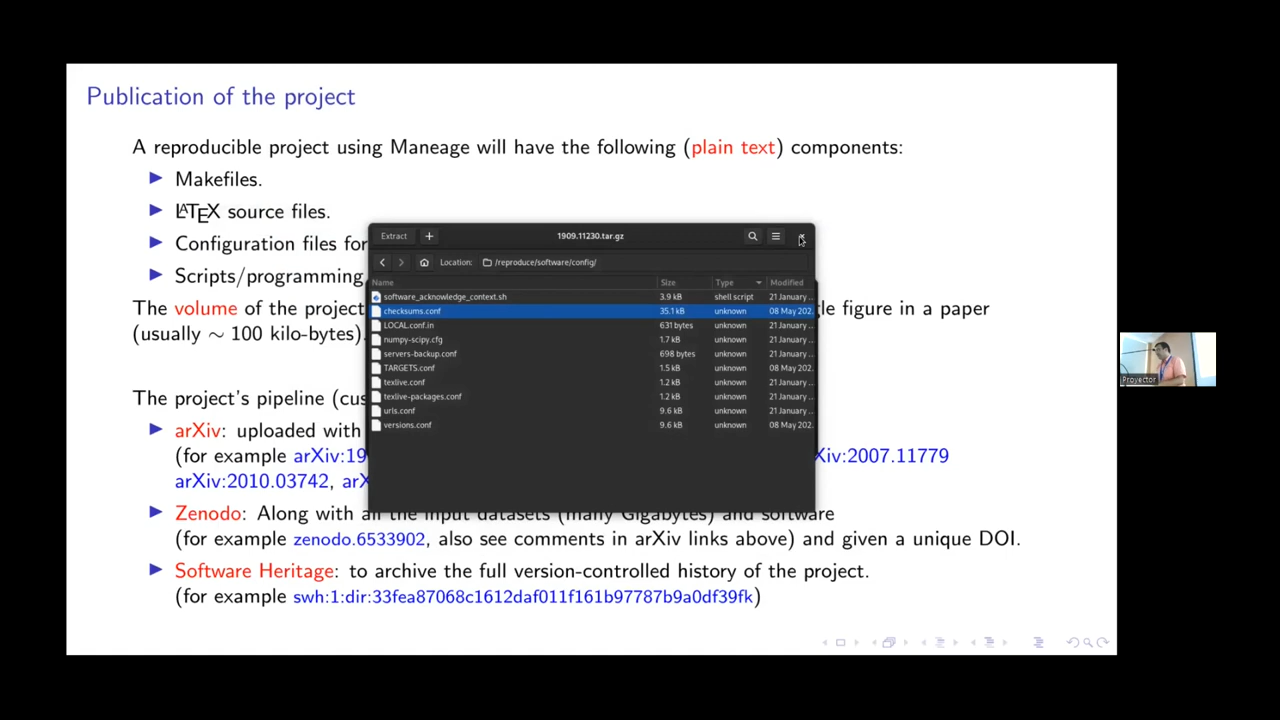 Publication of the project
A reproducible project using Maneage will have the following (plain text) components:
Makefiles.
LATEX source files.
Configuration files for
Scripts/programming
The volume of the project
le figure in a paper
(usually ∼ 100 kilo-bytes).
The project's pipeline (cus
arXiv: uploaded with
(for example arXiv:19
Xiv:2007.11779
arXiv:2010.03742, arX
Zenodo: Along with all the input datasets (many Gigabytes) and software
(for example zenodo.6533902, also see comments in arXiv links above) and given a unique DOI.
Software Heritage: to archive the full version-controlled history of the project.
(for example swh:1:dir:33fea87068c1612daf011f161b97787b9a0df39fk)
Extract
1909.11230.tar.gz
Location: /reproduce/software/config/
Name Size Type Modified
software_acknowledge_context.sh 3.9 kB shell script 21 January ...
checksums.conf 35.1 kB unknown 08 May 202...
LOCAL.conf.in 631 bytes unknown 21 January ...
numpy-scipy.cfg 1.7 kB unknown 21 January ...
servers-backup.conf 698 bytes unknown 21 January ...
TARGETS.conf 1.5 kB unknown 08 May 202...
texlive.conf 1.2 kB unknown 21 January ...
texlive-packages.conf 1.2 kB unknown 21 January ...
urls.conf 9.6 kB unknown 21 January ...
versions.conf 9.6 kB unknown 08 May 202...
Proyector